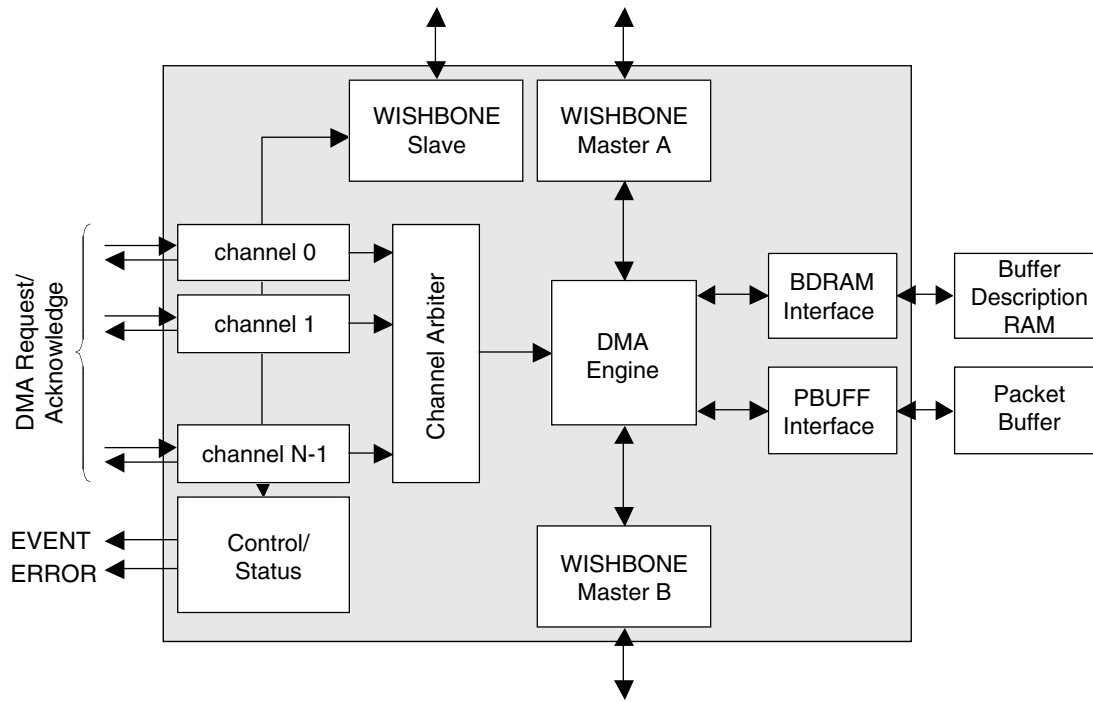 WISHBONE
Slave
WISHBONE
Master A
DMA Request/
Acknowledge
channel 0
channel 1
channel N-1
Channel Arbiter
DMA
Engine
BDRAM
Interface
Buffer
Description
RAM
PBUFF
Interface
Packet
Buffer
EVENT
ERROR
Control/
Status
WISHBONE
Master B